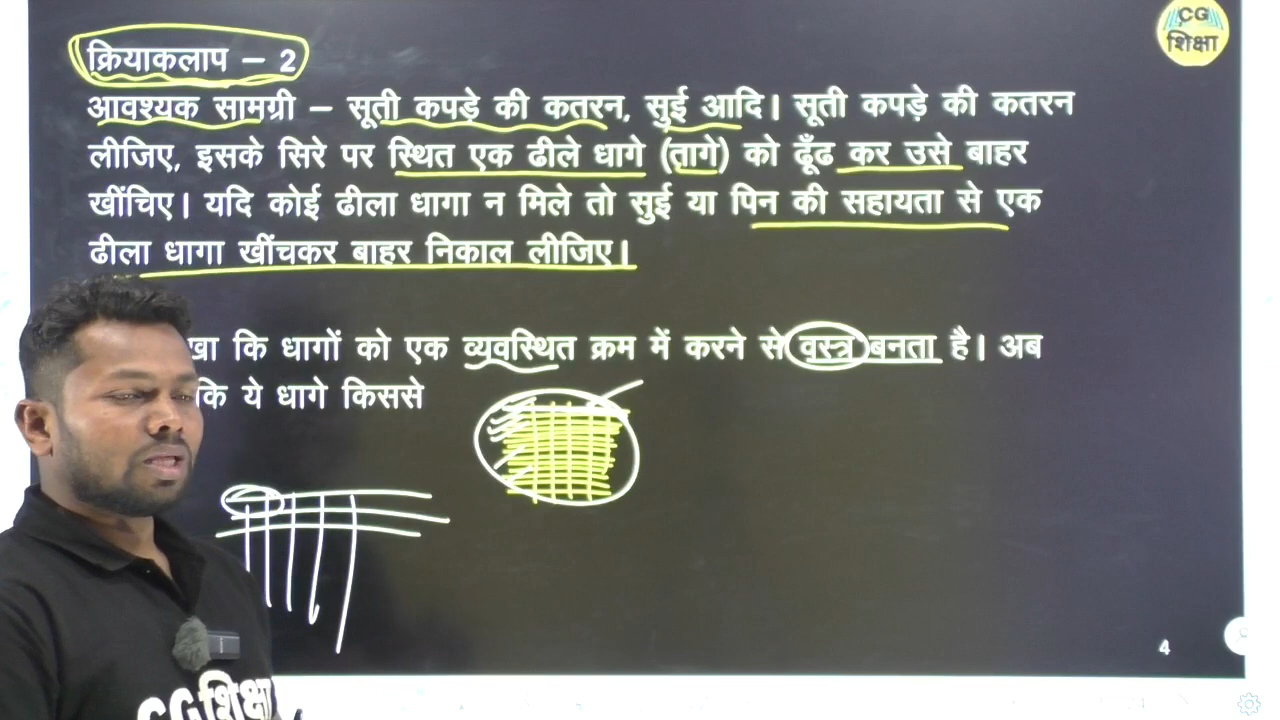 CG
शिक्षा
क्रियाकलाप – 2
आवश्यक सामग्री – सूती कपड़े की कतरन, सुई आदि। सूती कपड़े की कतरन
लीजिए, इसके सिरे पर स्थित एक ढीले धागे (तागे) को ढूँढ कर उसे बाहर
खींचिए। यदि कोई ढीला धागा न मिले तो सुई या पिन की सहायता से एक
ढीला धागा खींचकर बाहर निकाल लीजिए।
कि धागों को एक व्यवस्थित क्रम में करने से वस्त्र बनता है। अब
कि ये धागे किससे
4
CG शिक्षा